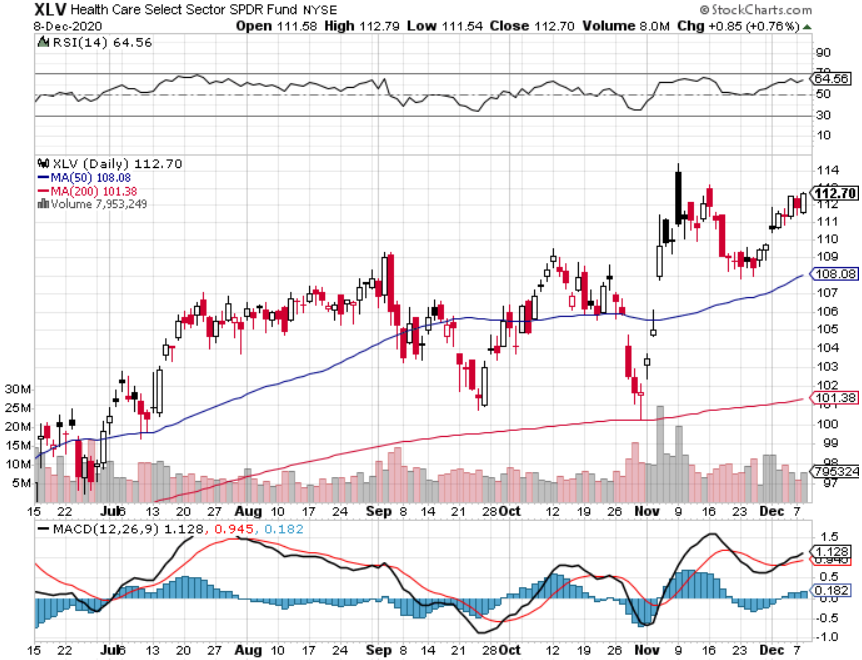 XLV Health Care Select Sector SPDR Fund NYSE © StockCharts.com
8-Dec-2020 Open 111.58 High 112.79 Low 111.54 Close 112.70 Volume 8.0M Chg +0.85 (+0.76%)
RSI(14) 64.56
90
70
64.56
50
30
10
XLV (Daily) 112.70
MA(50) 108.08
MA(200) 101.38
Volume 7,953,249
114
112.70
112
111
110
109
108.08
107
106
105
104
103
102
101.38
100
99
98
97
30M
25M
20M
15M
10M
5M
795324
15 22 Jul 6 13 20 27 Aug 10 17 24 Sep 8 14 21 28 Oct 12 19 26 Nov 9 16 23 Dec 7
MACD(12,26,9) 1.128, 0.945, 0.182
1.5
1.128
0.945
0.5
0.182
0.0
-0.5
-1.0
15 22 Jul 6 13 20 27 Aug 10 17 24 Sep 8 14 21 28 Oct 12 19 26 Nov 9 16 23 Dec 7